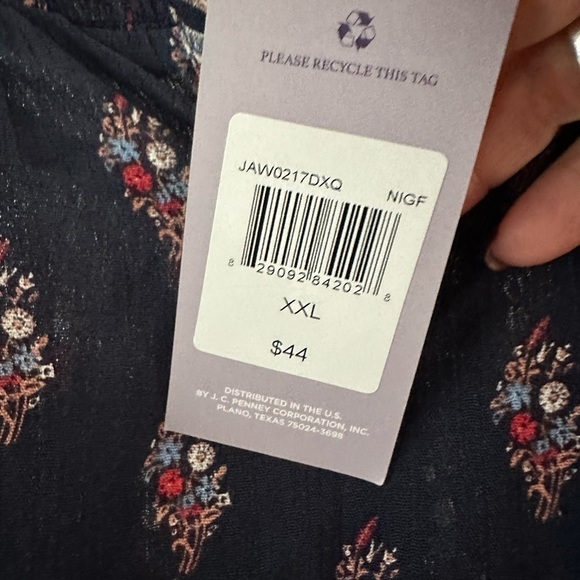 PLEASE RECYCLE THIS TAG
JAW0217DXQ NIGF
8 29092 84202 8
XXL
$44
DISTRIBUTED IN THE U.S.
BY J. C. PENNEY CORPORATION, INC.
PLANO, TEXAS 75024-3698